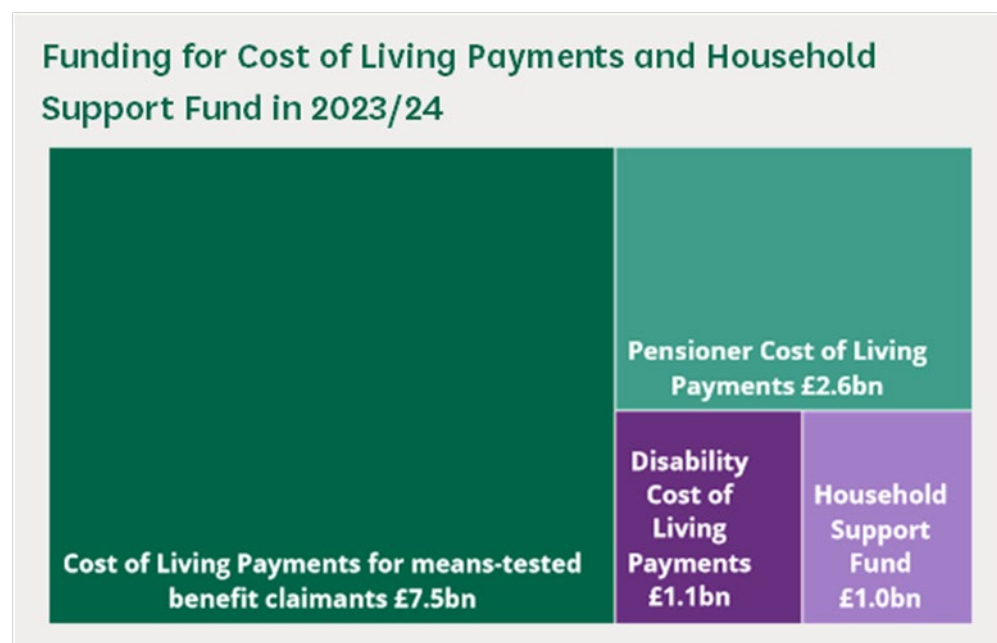 Funding for Cost of Living Payments and Household
Support Fund in 2023/24
Cost of Living Payments for means-tested
benefit claimants £7.5bn
Pensioner Cost of Living
Payments £2.6bn
Disability
Cost of
Living
Payments
£1.1bn
Household
Support
Fund
£1.0bn